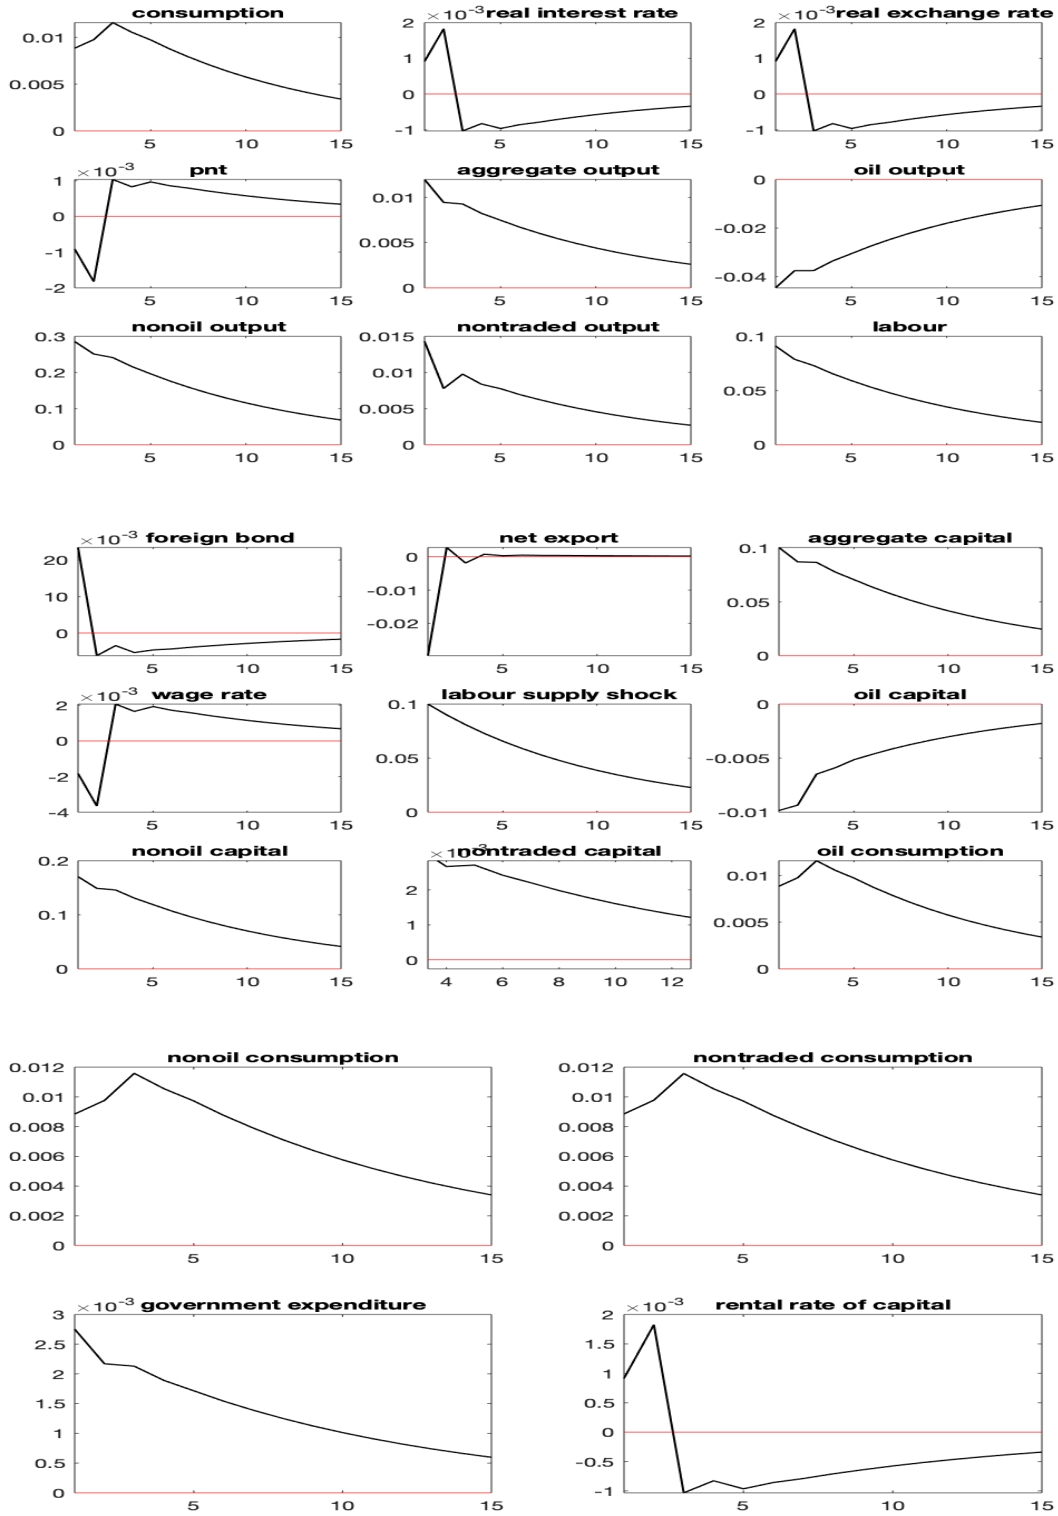 consumption
0.01
0.005
0
5 10 15
×10-3 real interest rate
2
1
0
-1
5 10 15
×10-3 real exchange rate
2
1
0
-1
5 10 15
pnt
×10-3
1
0
-1
-2
5 10 15
aggregate output
0.01
0.005
0
5 10 15
oil output
0
-0.02
-0.04
5 10 15
nonoil output
0.3
0.2
0.1
0
5 10 15
nontraded output
0.015
0.01
0.005
0
5 10 15
labour
0.1
0.05
0
5 10 15
×10-3 foreign bond
20
10
0
5 10 15
net export
0
-0.01
-0.02
5 10 15
aggregate capital
0.1
0.05
0
5 10 15
×10-3 wage rate
2
0
-2
-4
5 10 15
labour supply shock
0.1
0.05
0
5 10 15
oil capital
0
-0.005
-0.01
5 10 15
nonoil capital
0.2
0.1
0
5 10 15
×10-3 nontraded capital
2
1
0
4 6 8 10 12
oil consumption
0.01
0.005
0
5 10 15
nonoil consumption
0.012
0.01
0.008
0.006
0.004
0.002
0
5 10 15
nontraded consumption
0.012
0.01
0.008
0.006
0.004
0.002
0
5 10 15
×10-3 government expenditure
3
2.5
2
1.5
1
0.5
0
5 10 15
×10-3 rental rate of capital
2
1.5
1
0.5
0
-0.5
-1
5 10 15